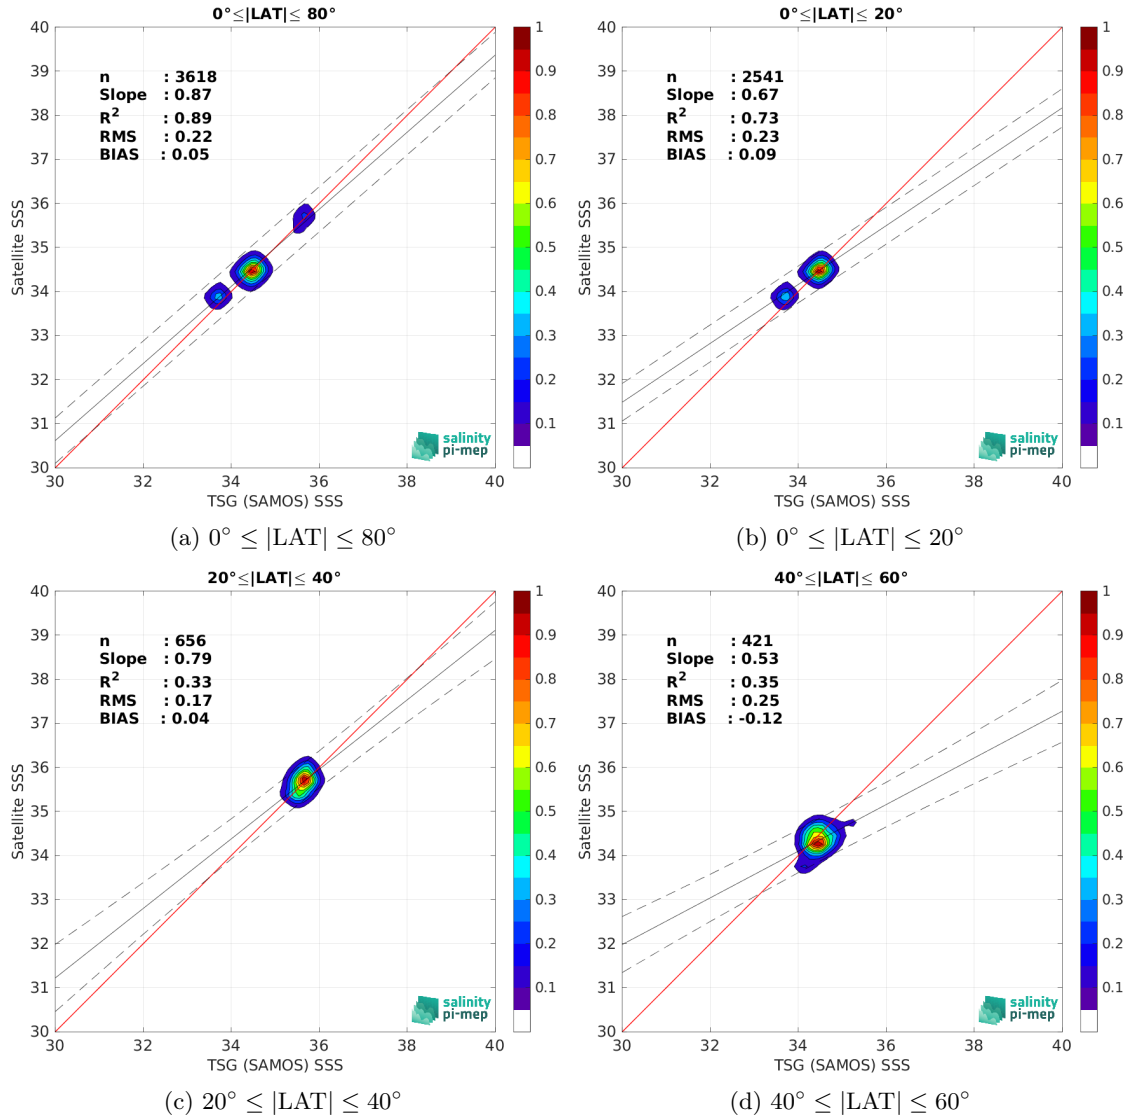 0°≤|LAT|≤ 80°
n : 3618
Slope : 0.87
R² : 0.89
RMS : 0.22
BIAS : 0.05
40
39
38
37
36
35
34
33
32
31
30
Satellite SSS
30 32 34 36 38 40
TSG (SAMOS) SSS
1
0.9
0.8
0.7
0.6
0.5
0.4
0.3
0.2
0.1
salinity
pi-mep
(a) 0° ≤ |LAT| ≤ 80°
0°≤|LAT|≤ 20°
n : 2541
Slope : 0.67
R² : 0.73
RMS : 0.23
BIAS : 0.09
40
39
38
37
36
35
34
33
32
31
30
Satellite SSS
30 32 34 36 38 40
TSG (SAMOS) SSS
1
0.9
0.8
0.7
0.6
0.5
0.4
0.3
0.2
0.1
salinity
pi-mep
(b) 0° ≤ |LAT| ≤ 20°
20°≤|LAT|≤ 40°
n : 656
Slope : 0.79
R² : 0.33
RMS : 0.17
BIAS : 0.04
40
39
38
37
36
35
34
33
32
31
30
Satellite SSS
30 32 34 36 38 40
TSG (SAMOS) SSS
1
0.9
0.8
0.7
0.6
0.5
0.4
0.3
0.2
0.1
salinity
pi-mep
(c) 20° ≤ |LAT| ≤ 40°
40°≤|LAT|≤ 60°
n : 421
Slope : 0.53
R² : 0.35
RMS : 0.25
BIAS : -0.12
40
39
38
37
36
35
34
33
32
31
30
Satellite SSS
30 32 34 36 38 40
TSG (SAMOS) SSS
1
0.9
0.8
0.7
0.6
0.5
0.4
0.3
0.2
0.1
salinity
pi-mep
(d) 40° ≤ |LAT| ≤ 60°